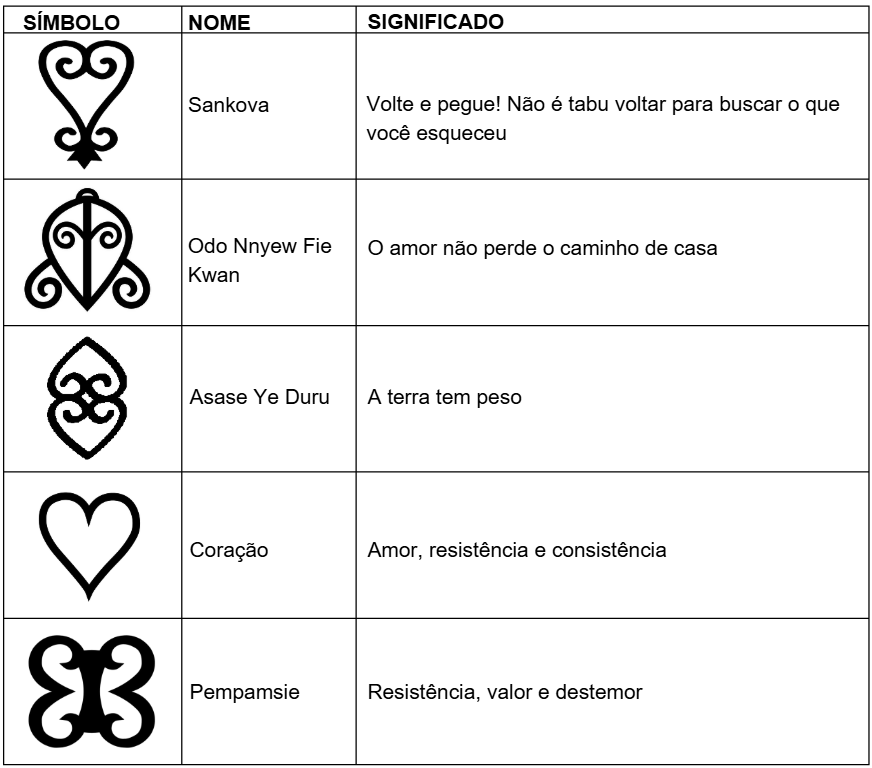 SÍMBOLO NOME SIGNIFICADO
Sankova
Volte e pegue! Não é tabu voltar para buscar o que
você esqueceu
Odo Nnyew Fie
Kwan
O amor não perde o caminho de casa
Asase Ye Duru
A terra tem peso
Coração
Amor, resistência e consistência
Pempamsie
Resistência, valor e destemor